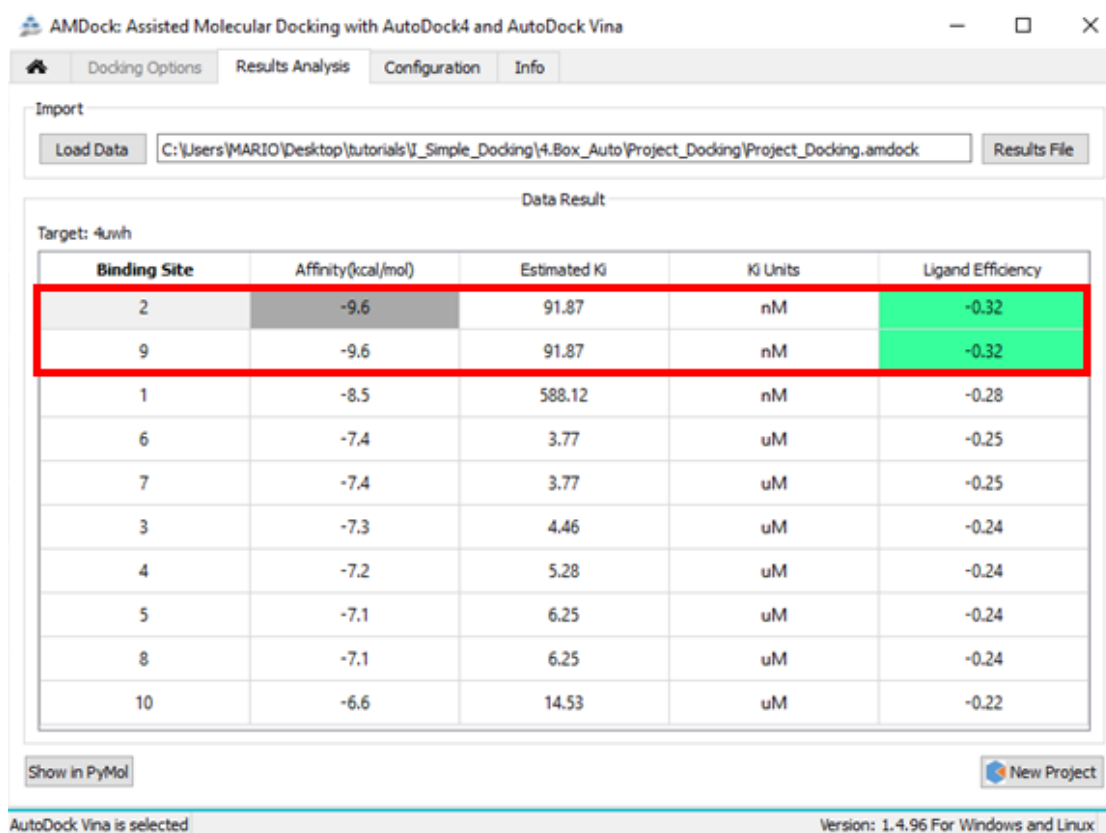 AMDock: Assisted Molecular Docking with AutoDock4 and AutoDock Vina
Docking Options Results Analysis Configuration Info
Import
Load Data C:\Users\MARIO\Desktop\tutorials\I_Simple_Docking\4.Box_Auto\Project_Docking\Project_Docking.amdock Results File
Data Result
Target: 4uwh
Binding Site Affinity(kcal/mol) Estimated Ki Ki Units Ligand Efficiency
2 -9.6 91.87 nM -0.32
9 -9.6 91.87 nM -0.32
1 -8.5 588.12 nM -0.28
6 -7.4 3.77 uM -0.25
7 -7.4 3.77 uM -0.25
3 -7.3 4.46 uM -0.24
4 -7.2 5.28 uM -0.24
5 -7.1 6.25 uM -0.24
8 -7.1 6.25 uM -0.24
10 -6.6 14.53 uM -0.22
Show in PyMol New Project
AutoDock Vina is selected Version: 1.4.96 For Windows and Linux